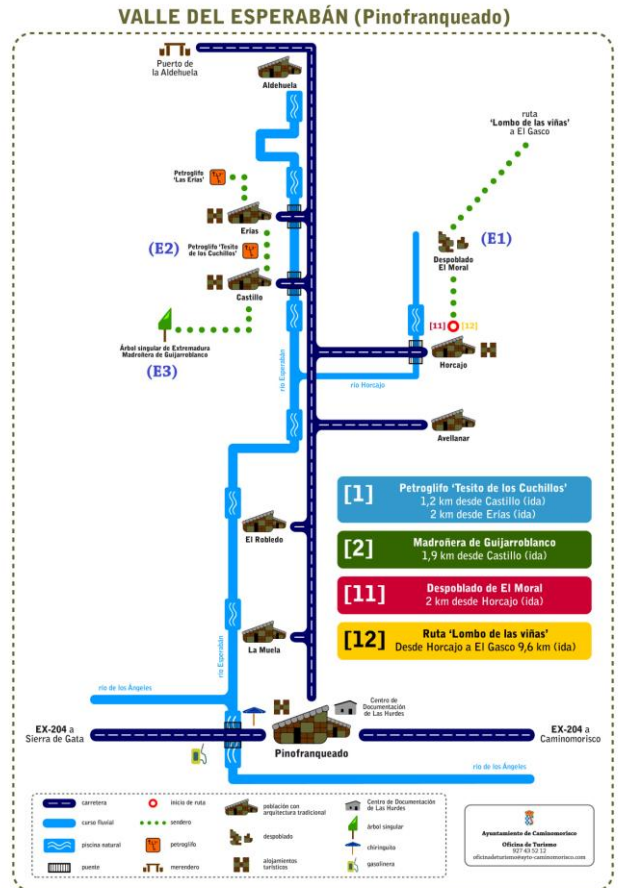 VALLE DEL ESPERABÁN (Pinofranqueado)
Puerto de
la Aldehuela
Aldehuela
ruta
'Lombo de las viñas'
a El Gasco
Petroglifo
'Las Erías'
Erías
(E2)
Petroglifo 'Tesito
de los Cuchillos'
(E1)
Despoblado
El Moral
Castillo
[11]
[12]
Árbol singular de Extremadura
Madroñera de Guijarroblanco
(E3)
Horcajo
río Esperabán
río Horcajo
Avellanar
[1]
Petroglifo 'Tesito de los Cuchillos'
1,2 km desde Castillo (ida)
2 km desde Erías (ida)
El Robledo
[2]
Madroñera de Guijarroblanco
1,9 km desde Castillo (ida)
[11]
Despoblado de El Moral
2 km desde Horcajo (ida)
[12]
Ruta 'Lombo de las viñas'
Desde Horcajo a El Gasco 9,6 km (ida)
La Muela
río Esperabán
río de los Ángeles
Centro de
Documentación
de Las Hurdes
EX-204 a
Sierra de Gata
Pinofranqueado
EX-204 a
Caminomorisco
río de los Ángeles
carretera
inicio de ruta
población con
arquitectura tradicional
Centro de Documentación
de Las Hurdes
curso fluvial
sendero
árbol singular
piscina natural
petroglifo
despoblado
chiringuito
puente
merendero
alojamientos
turísticos
gasolinera
Ayuntamiento de Caminomorisco
Oficina de Turismo
927 43 52 12
oficinadeturismo@ayto-caminomorisco.com